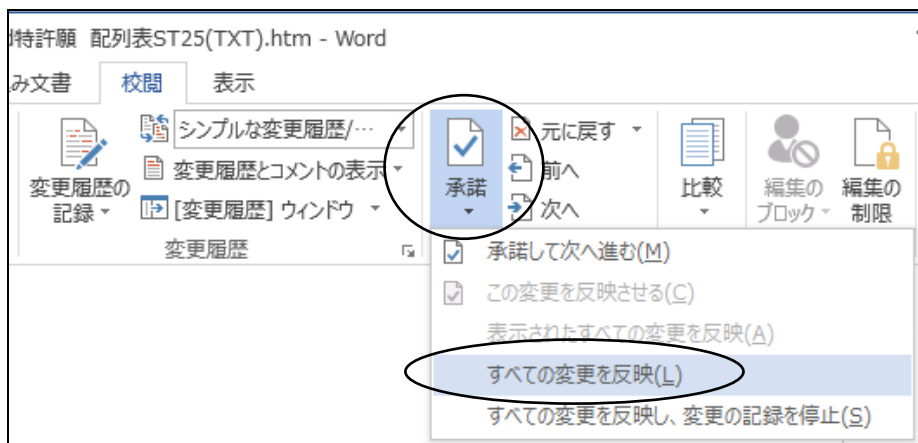 特許願 配列表ST25(TXT).htm - Word
み文書 校閲 表示
シンプルな変更履歴/…
変更履歴とコメントの表示
[変更履歴] ウィンドウ
変更履歴の
記録
変更履歴
承諾
元に戻す
前へ
次へ
比較
編集の
ブロック
編集の
制限
承諾して次へ進む(M)
この変更を反映させる(C)
表示されたすべての変更を反映(A)
すべての変更を反映(L)
すべての変更を反映し、変更の記録を停止(S)